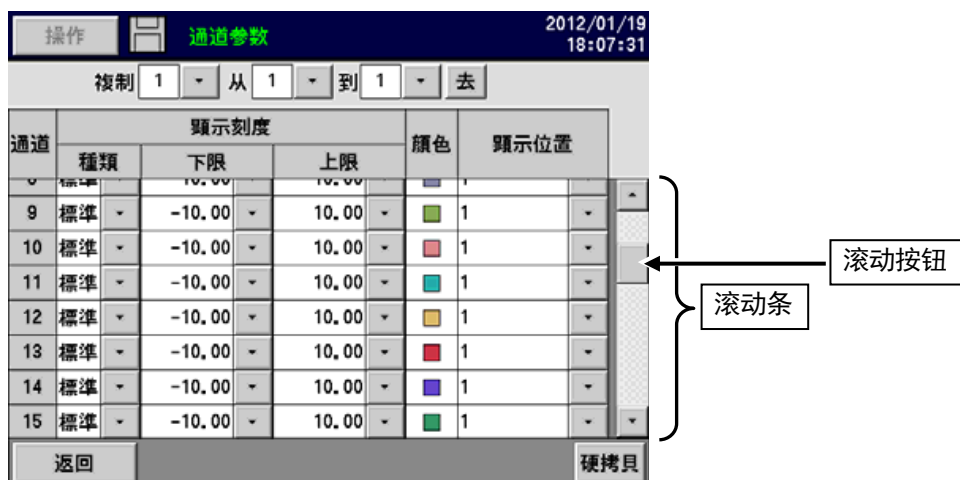 操作 通道参数 2012/01/19
18:07:31
複制 1 从 1 到 1 去
通道 顕示刻度 顔色 顕示位置
種類 下限 上限
9 標準 -10.00 10.00 1
10 標準 -10.00 10.00 1
11 標準 -10.00 10.00 1
12 標準 -10.00 10.00 1
13 標準 -10.00 10.00 1
14 標準 -10.00 10.00 1
15 標準 -10.00 10.00 1
返回 硬拷貝
滚动按钮
滚动条